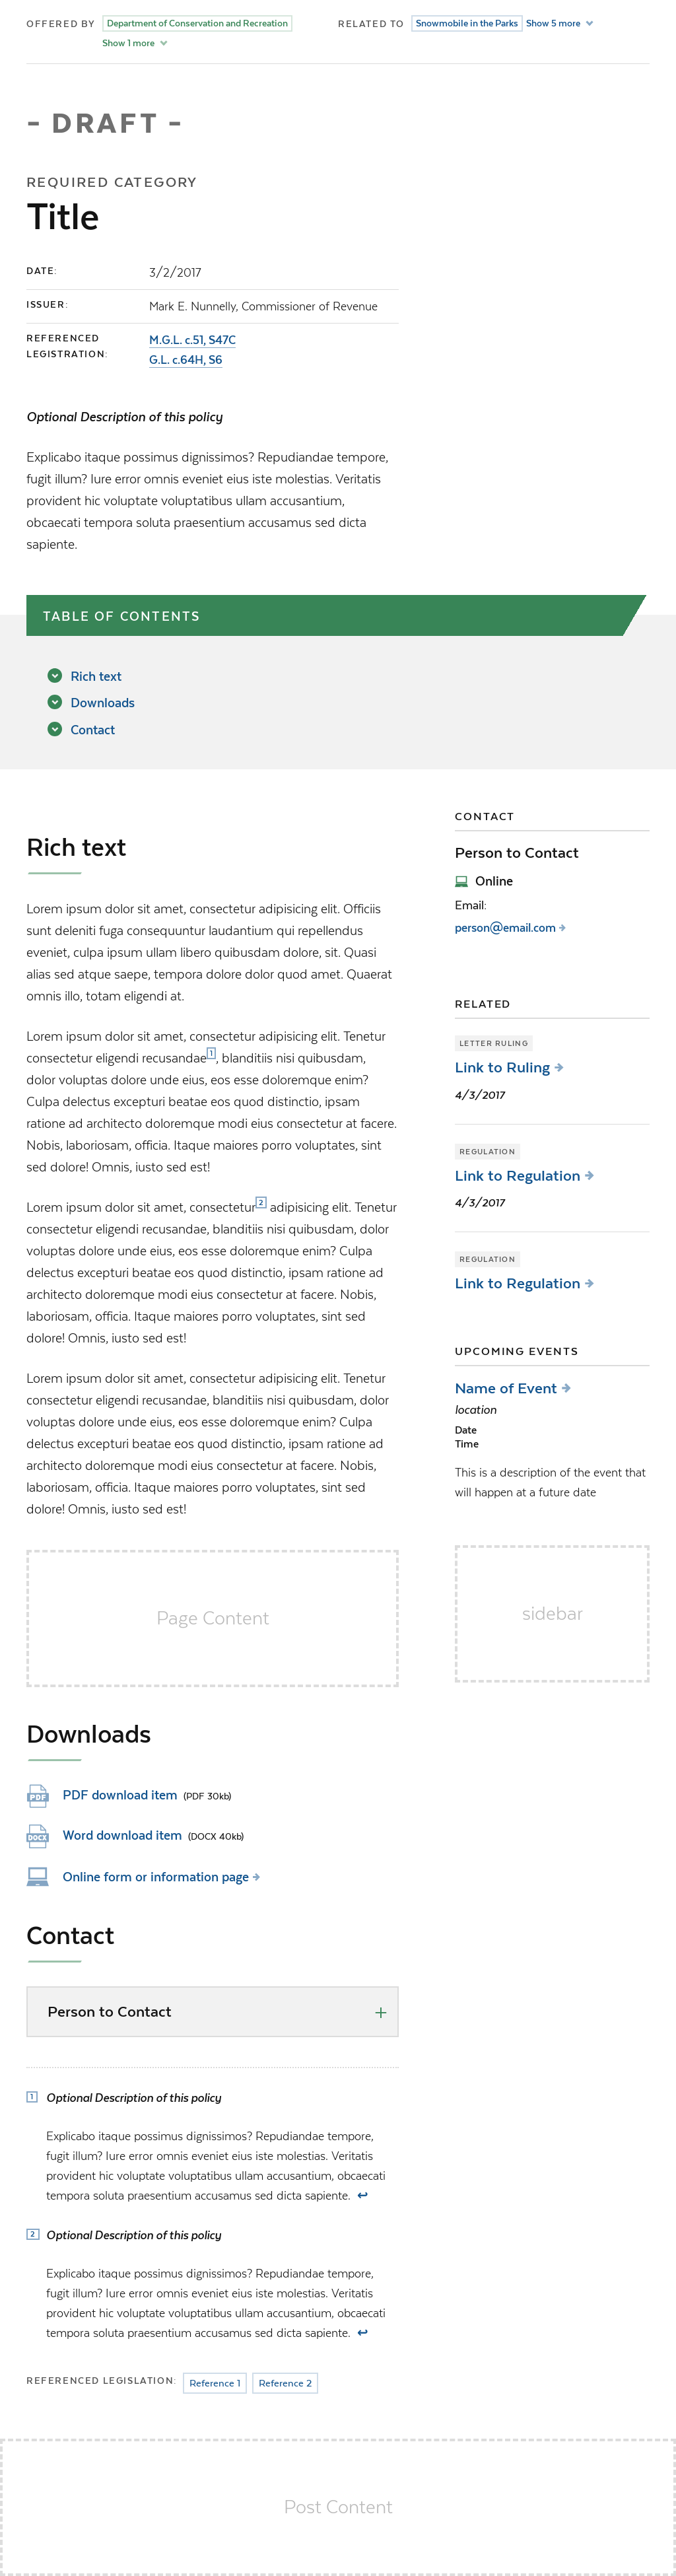 OFFERED BY Department of Conservation and Recreation
Show 1 more
RELATED TO Snowmobile in the Parks Show 5 more
- DRAFT -
REQUIRED CATEGORY
Title
DATE: 3/2/2017
ISSUER: Mark E. Nunnelly, Commissioner of Revenue
REFERENCED
LEGISTRATION:
M.G.L. c.51, S47C
G.L. c.64H, S6
Optional Description of this policy
Explicabo itaque possimus dignissimos? Repudiandae tempore,
fugit illum? Iure error omnis eveniet eius iste molestias. Veritatis
provident hic voluptate voluptatibus ullam accusantium,
obcaecati tempora soluta praesentium accusamus sed dicta
sapiente.
TABLE OF CONTENTS
Rich text
Downloads
Contact
Rich text
Lorem ipsum dolor sit amet, consectetur adipisicing elit. Officiis
sunt deleniti fuga consequuntur laudantium qui repellendus
eveniet, culpa ipsum ullam libero quibusdam dolore, sit. Quasi
alias sed atque saepe, tempora dolore dolor quod amet. Quaerat
omnis illo, totam eligendi at.
Lorem ipsum dolor sit amet, consectetur adipisicing elit. Tenetur
consectetur eligendi recusandae1, blanditiis nisi quibusdam,
dolor voluptas dolore unde eius, eos esse doloremque enim?
Culpa delectus excepturi beatae eos quod distinctio, ipsam
ratione ad architecto doloremque modi eius consectetur at facere.
Nobis, laboriosam, officia. Itaque maiores porro voluptates, sint
sed dolore! Omnis, iusto sed est!
Lorem ipsum dolor sit amet, consectetur2 adipisicing elit. Tenetur
consectetur eligendi recusandae, blanditiis nisi quibusdam, dolor
voluptas dolore unde eius, eos esse doloremque enim? Culpa
delectus excepturi beatae eos quod distinctio, ipsam ratione ad
architecto doloremque modi eius consectetur at facere. Nobis,
laboriosam, officia. Itaque maiores porro voluptates, sint sed
dolore! Omnis, iusto sed est!
Lorem ipsum dolor sit amet, consectetur adipisicing elit. Tenetur
consectetur eligendi recusandae, blanditiis nisi quibusdam, dolor
voluptas dolore unde eius, eos esse doloremque enim? Culpa
delectus excepturi beatae eos quod distinctio, ipsam ratione ad
architecto doloremque modi eius consectetur at facere. Nobis,
laboriosam, officia. Itaque maiores porro voluptates, sint sed
dolore! Omnis, iusto sed est!
Page Content
Downloads
PDF PDF download item (PDF 30kb)
DOCX Word download item (DOCX 40kb)
Online form or information page
Contact
Person to Contact
1 Optional Description of this policy
Explicabo itaque possimus dignissimos? Repudiandae tempore,
fugit illum? Iure error omnis eveniet eius iste molestias. Veritatis
provident hic voluptate voluptatibus ullam accusantium, obcaecati
tempora soluta praesentium accusamus sed dicta sapiente. ↩
2 Optional Description of this policy
Explicabo itaque possimus dignissimos? Repudiandae tempore,
fugit illum? Iure error omnis eveniet eius iste molestias. Veritatis
provident hic voluptate voluptatibus ullam accusantium, obcaecati
tempora soluta praesentium accusamus sed dicta sapiente. ↩
REFERENCED LEGISLATION: Reference 1 Reference 2
CONTACT
Person to Contact
Online
Email:
person@email.com
RELATED
LETTER RULING
Link to Ruling
4/3/2017
REGULATION
Link to Regulation
4/3/2017
REGULATION
Link to Regulation
UPCOMING EVENTS
Name of Event
location
Date
Time
This is a description of the event that
will happen at a future date
sidebar
Post Content